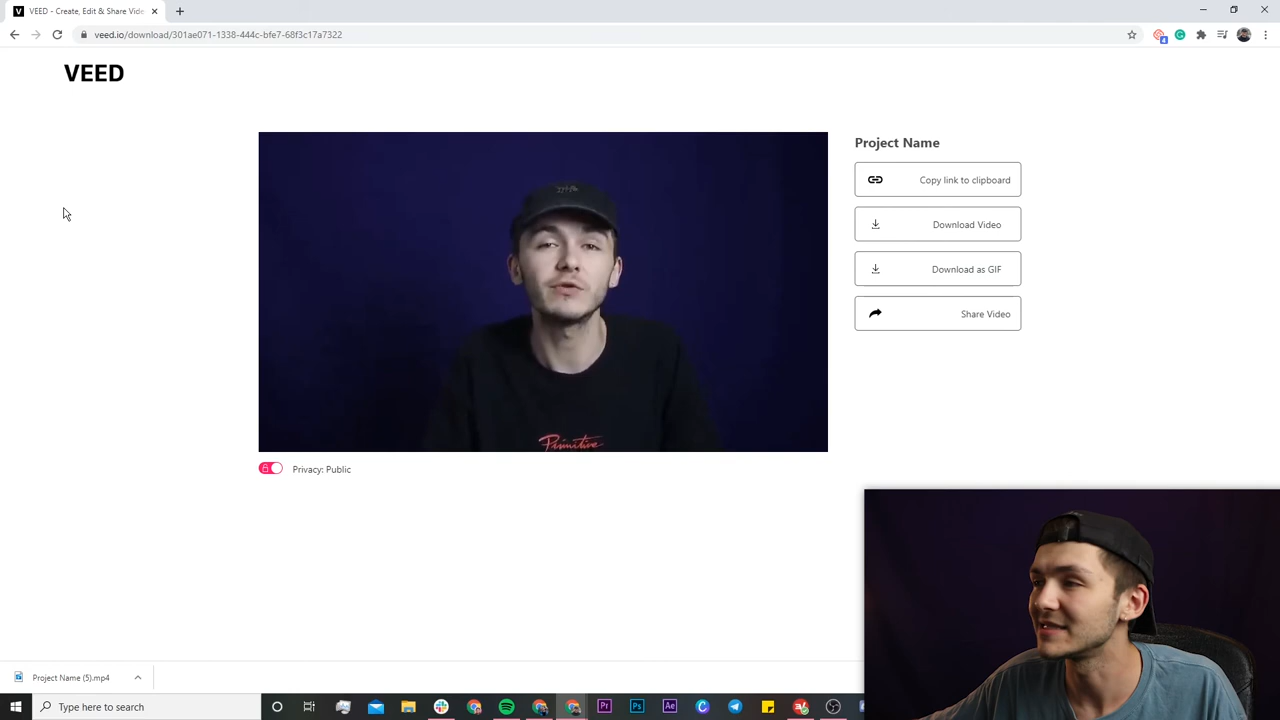 VEED - Create, Edit & Share Vide
veed.io/download/301ae071-1338-444c-bfe7-68f3c17a7322
VEED
Project Name
Copy link to clipboard
Download Video
Download as GIF
Share Video
Primitive
Privacy: Public
Project Name (5).mp4
Type here to search